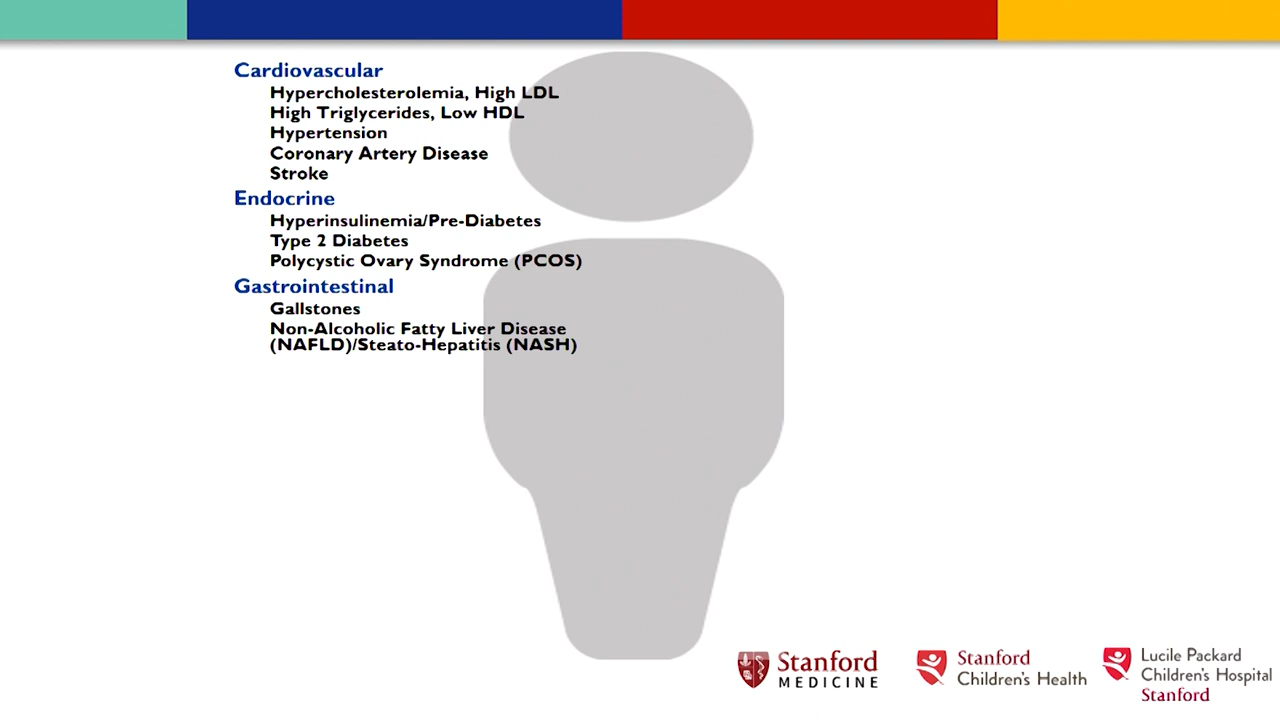 Cardiovascular
Hypercholesterolemia, High LDL
High Triglycerides, Low HDL
Hypertension
Coronary Artery Disease
Stroke
Endocrine
Hyperinsulinemia/Pre-Diabetes
Type 2 Diabetes
Polycystic Ovary Syndrome (PCOS)
Gastrointestinal
Gallstones
Non-Alcoholic Fatty Liver Disease
(NAFLD)/Steato-Hepatitis (NASH)
Stanford
MEDICINE
Stanford
Children's Health
Lucile Packard
Children's Hospital
Stanford